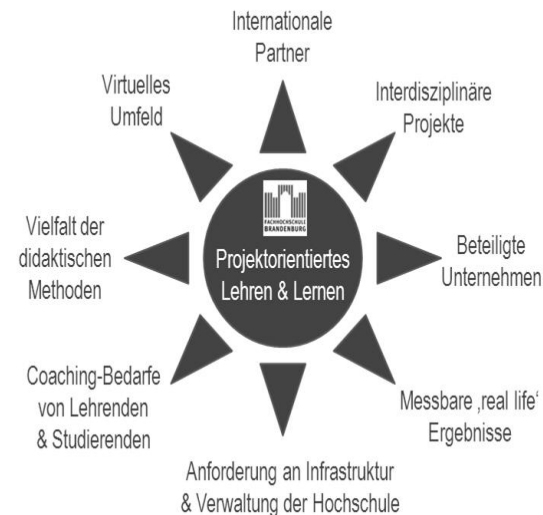 Internationale
Partner
Interdisziplinäre
Projekte
Beteiligte
Unternehmen
Messbare ‚real life‘
Ergebnisse
Anforderung an Infrastruktur
& Verwaltung der Hochschule
Coaching-Bedarfe
von Lehrenden
& Studierenden
Vielfalt der
didaktischen
Methoden
Virtuelles
Umfeld
FACHHOCHSCHULE
BRANDENBURG
Projektorientiertes
Lehren & Lernen